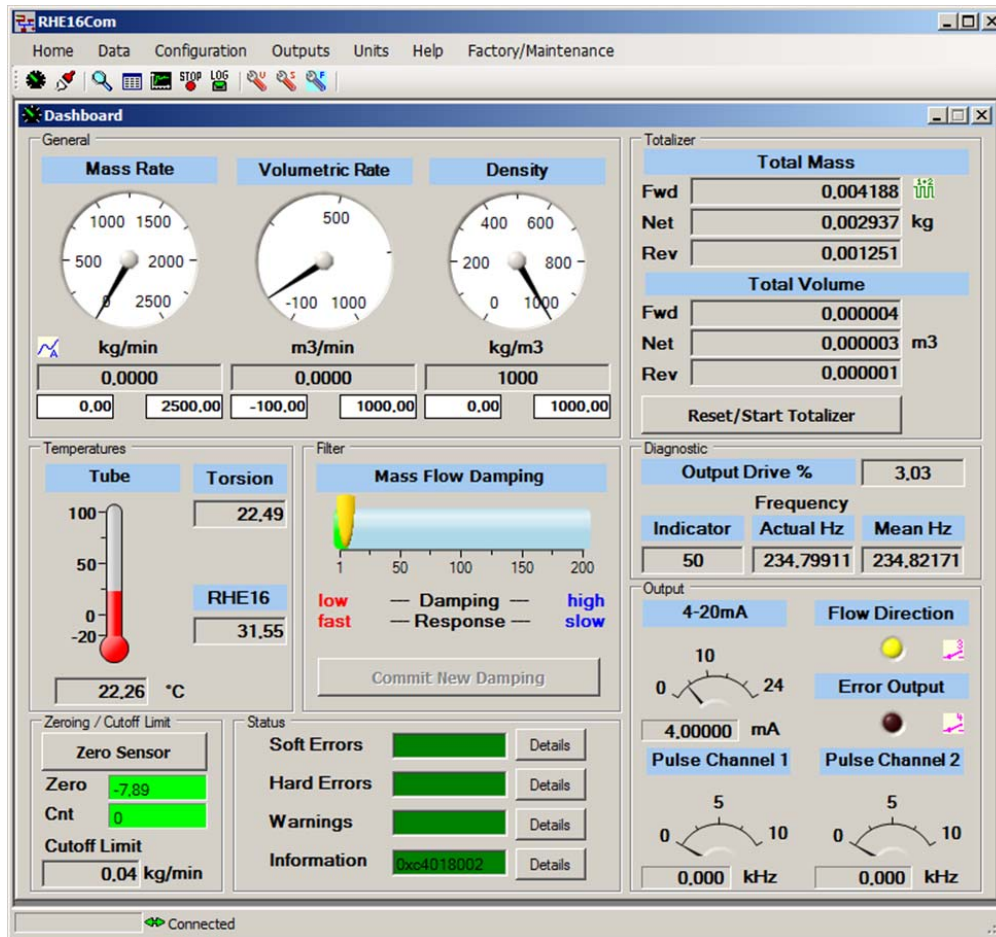 RHE16Com
Home Data Configuration Outputs Units Help Factory/Maintenance
STOP LOG U S F
Dashboard
General
Mass Rate Volumetric Rate Density
0 500 1000 1500 2000 2500
-100 500 1000
0 200 400 600 800 1000
kg/min m3/min kg/m3
0.0000 0.0000 1000
0.00 2500.00 -100.00 1000.00 0.00 1000.00
Totalizer
Total Mass
Fwd 0.004188
Net 0.002937 kg
Rev 0.001251
Total Volume
Fwd 0.000004
Net 0.000003 m3
Rev 0.000001
Reset/Start Totalizer
Temperatures
Tube Torsion
100 22.49
50
0 RHE16
-20 31.55
22.26 °C
Filter
Mass Flow Damping
1 50 100 150 200
low --- Damping --- high
fast --- Response --- slow
Commit New Damping
Diagnostic
Output Drive % 3.03
Frequency
Indicator Actual Hz Mean Hz
50 234.79911 234.82171
Output
4-20mA Flow Direction
0 10 24
Error Output
4.00000 mA
Pulse Channel 1 Pulse Channel 2
0 5 10 0 5 10
0.000 kHz 0.000 kHz
Zeroing / Cutoff Limit
Zero Sensor
Zero -7.89
Cnt 0
Cutoff Limit
0.04 kg/min
Status
Soft Errors Details
Hard Errors Details
Warnings Details
Information 0xc4018002 Details
Connected